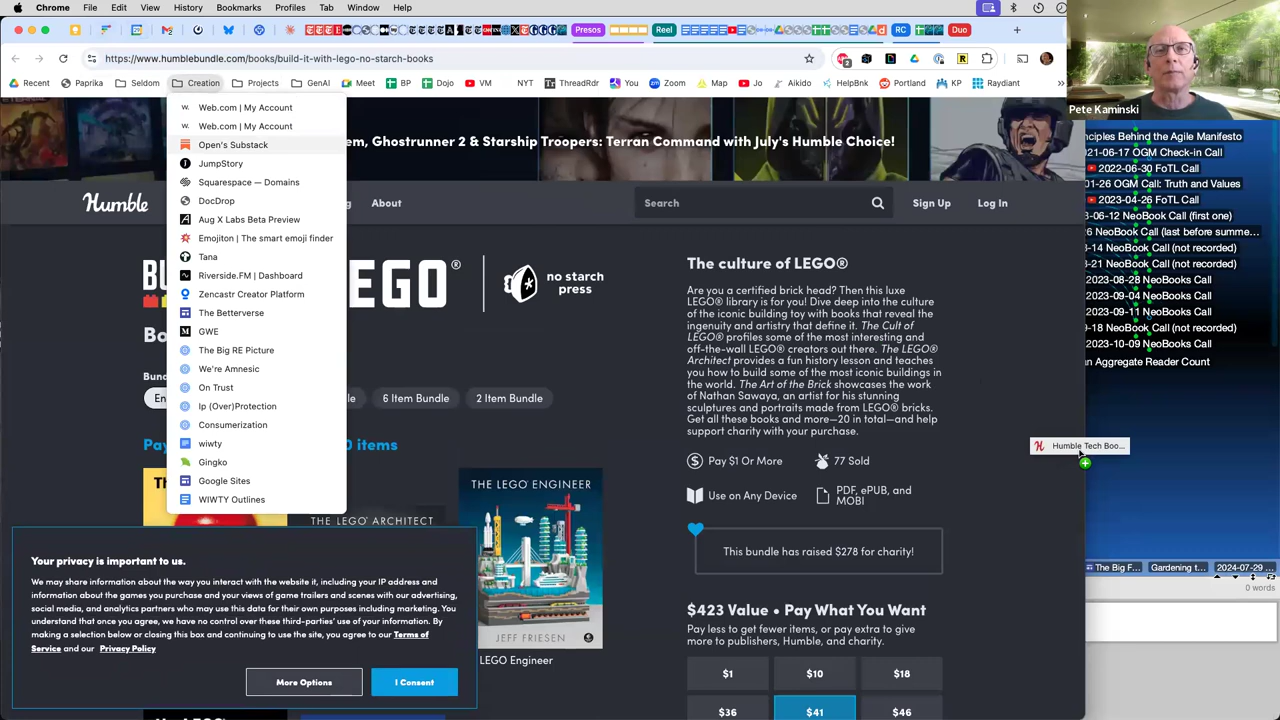 Chrome File Edit View History Bookmarks Profiles Tab Window Help
Presos Reel RC Duo
https://www.humblebundle.com/books/build-it-with-lego-no-starch-books
Recent Paprika Seldom Creation Projects GenAI Meet BP Dojo VM NYT ThreadRdr You Zoom Map Jo Aikido HelpBnk Portland KP Raydiant
Pete Kaminski
W. Web.com | My Account
W. Web.com | My Account
Open's Substack
JumpStory
Squarespace — Domains
DocDrop
Aug X Labs Beta Preview
Emojiton | The smart emoji finder
Tana
Riverside.FM | Dashboard
Zencastr Creator Platform
The Betterverse
GWE
The Big RE Picture
We're Amnesic
On Trust
Ip (Over)Protection
Consumerization
wiwty
Gingko
Google Sites
WIWTY Outlines
em, Ghostrunner 2 & Starship Troopers: Terran Command with July's Humble Choice!
Humble
g About
Search
Sign Up Log In
BU
LEGO®
no starch
press
Bo
Bund
En
le 6 Item Bundle 2 Item Bundle
Pay
0 items
THE LEGO ARCHITECT
THE LEGO ENGINEER
JEFF FRIESEN
LEGO Engineer
The culture of LEGO®
Are you a certified brick head? Then this luxe
LEGO® library is for you! Dive deep into the culture
of the iconic building toy with books that reveal the
ingenuity and artistry that define it. The Cult of
LEGO® profiles some of the most interesting and
off-the-wall LEGO® creators out there. The LEGO®
Architect provides a fun history lesson and teaches
you how to build some of the most iconic buildings in
the world. The Art of the Brick showcases the work
of Nathan Sawaya, an artist for his stunning
sculptures and portraits made from LEGO® bricks.
Get all these books and more—20 in total—and help
support charity with your purchase.
Pay $1 Or More
77 Sold
Use on Any Device
PDF, ePUB, and
MOBI
This bundle has raised $278 for charity!
$423 Value • Pay What You Want
Pay less to get fewer items, or pay extra to give
more to publishers, Humble, and charity.
$1 $10 $18
$36 $41 $46
Your privacy is important to us.
We may share information about the way you interact with the website it, including your IP address and
information about the games you purchase and your views of game trailers and scenes with our advertising,
social media, and analytics partners who may use this data for their own purposes including marketing. You
understand that once you agree, we have no control over these third-parties' use of your information. By
making a selection below or closing this box and continuing to use the site, you agree to our Terms of
Service and our Privacy Policy
More Options I Consent
nciples Behind the Agile Manifesto
2021-06-17 OGM Check-in Call
2022-06-30 FoTL Call
01-26 OGM Call: Truth and Values
2023-04-26 FoTL Call
-06-12 NeoBook Call (first one)
26 NeoBook Call (last before summe...
-14 NeoBook Call (not recorded)
-21 NeoBook Call (not recorded)
23-08-28 NeoBooks Call
2023-09-04 NeoBooks Call
2023-09-11 NeoBooks Call
-18 NeoBook Call (not recorded)
2023-10-09 NeoBooks Call
an Aggregate Reader Count
Humble Tech Boo...
The Big F... Gardening t... 2024-07-29 ...
0 words